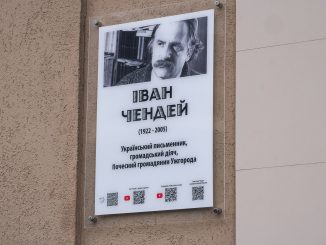 ІВАН
ЧЕНДЕЙ
(1922 - 2005)
Український письменник,
громадський діяч,
Почесний громадянин Ужгорода